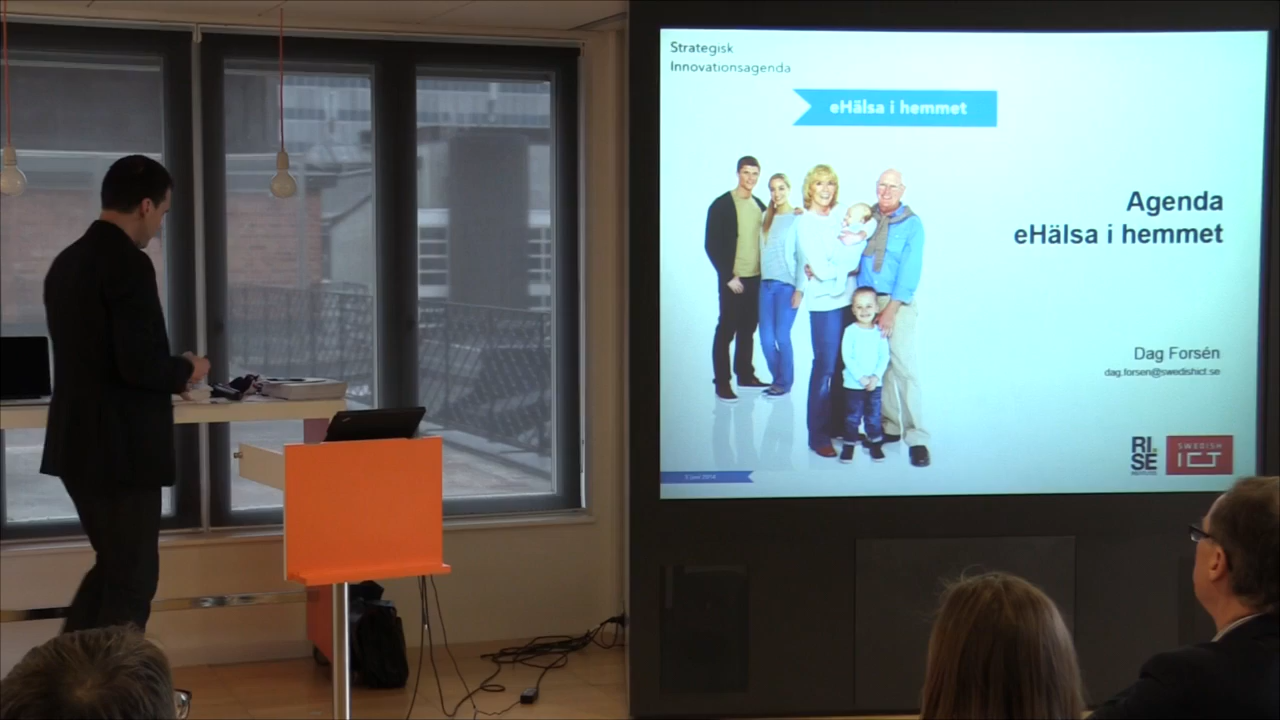 Strategisk
Innovationsagenda
eHälsa i hemmet
Agenda
eHälsa i hemmet
Dag Forsén
dag.forsen@swedishict.se
RI.
SE
SWEDISH
ICT